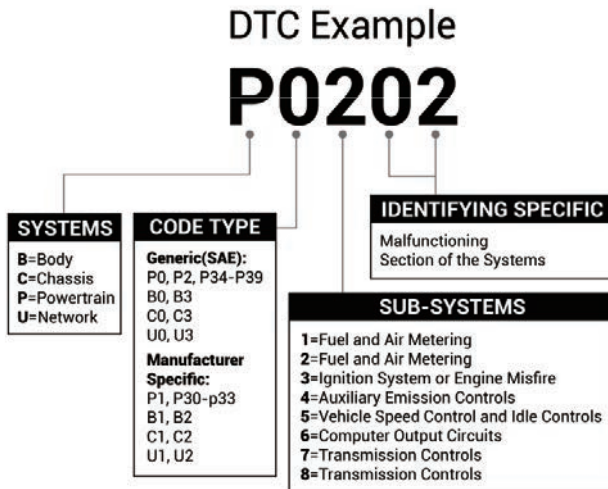 DTC Example
P0202
SYSTEMS
B=Body
C=Chassis
P=Powertrain
U=Network
CODE TYPE
Generic(SAE):
P0, P2, P34-P39
B0, B3
C0, C3
U0, U3
Manufacturer
Specific:
P1, P30-p33
B1, B2
C1, C2
U1, U2
IDENTIFYING SPECIFIC
Malfunctioning
Section of the Systems
SUB-SYSTEMS
1=Fuel and Air Metering
2=Fuel and Air Metering
3=Ignition System or Engine Misfire
4=Auxiliary Emission Controls
5=Vehicle Speed Control and Idle Controls
6=Computer Output Circuits
7=Transmission Controls
8=Transmission Controls